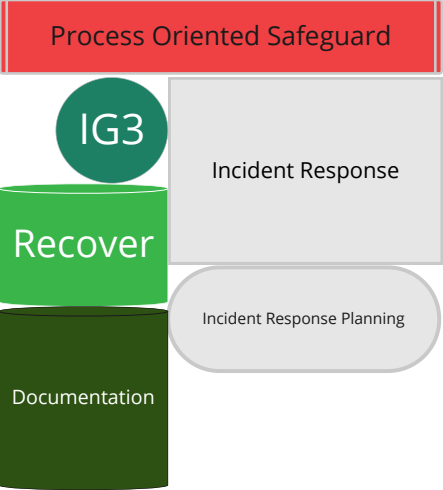 Process Oriented Safeguard
IG3
Incident Response
Recover
Incident Response Planning
Documentation